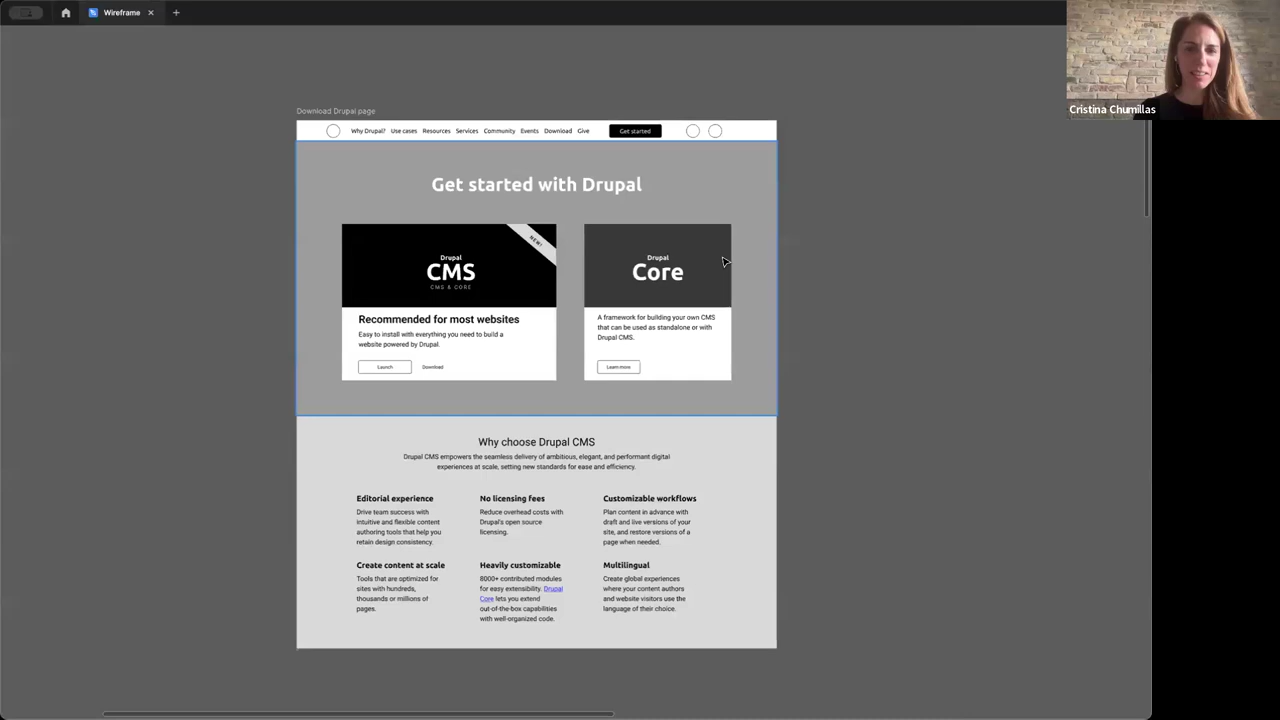 Wireframe
Cristina Chumillas
Download Drupal page
Why Drupal? Use cases Resources Services Community Events Download Give Get started
Get started with Drupal
NEW!
Drupal
CMS
CMS & CORE
Recommended for most websites
Easy to install with everything you need to build a
website powered by Drupal.
Launch Download
Drupal
Core
A framework for building your own CMS
that can be used as standalone or with
Drupal CMS.
Learn more
Why choose Drupal CMS
Drupal CMS empowers the seamless delivery of ambitious, elegant, and performant digital
experiences at scale, setting new standards for ease and efficiency.
Editorial experience
Drive team success with
intuitive and flexible content
authoring tools that help you
retain design consistency.
No licensing fees
Reduce overhead costs with
Drupal's open source
licensing.
Customizable workflows
Plan content in advance with
draft and live versions of your
site, and restore versions of a
page when needed.
Create content at scale
Tools that are optimized for
sites with hundreds,
thousands or millions of
pages.
Heavily customizable
8000+ contributed modules
for easy extensibility. Drupal
Core lets you extend
out-of-the-box capabilities
with well-organized code.
Multilingual
Create global experiences
where your content authors
and website visitors use the
language of their choice.